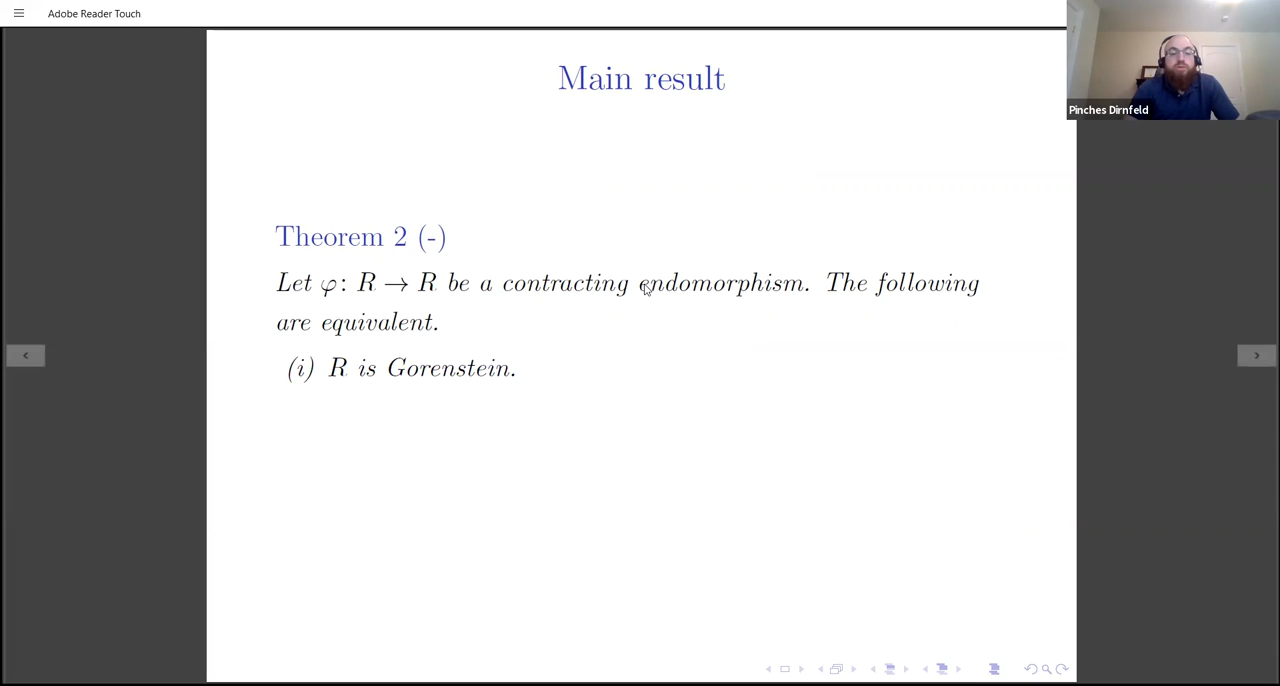 Adobe Reader Touch
Pinches Dirnfeld
Main result
Theorem 2 (-)
Let φ: R → R be a contracting endomorphism. The following
are equivalent.
(i) R is Gorenstein.